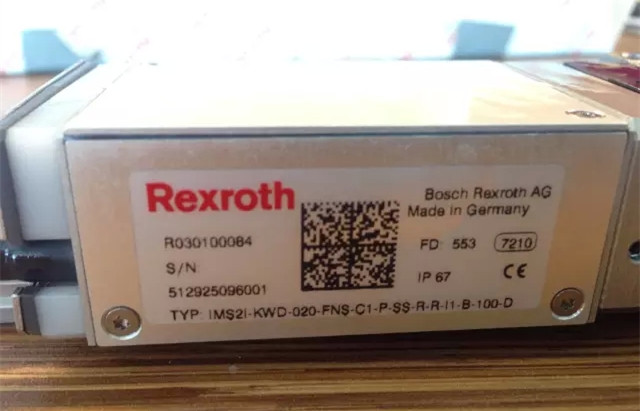 Rexroth
Bosch Rexroth AG
Made in Germany
R030100084
S/N:
512925096001
FD: 553 7210
IP 67 CE
TYP: IMS2I-KWD-020-FNS-C1-P-SS-R-R-I1-B-100-D